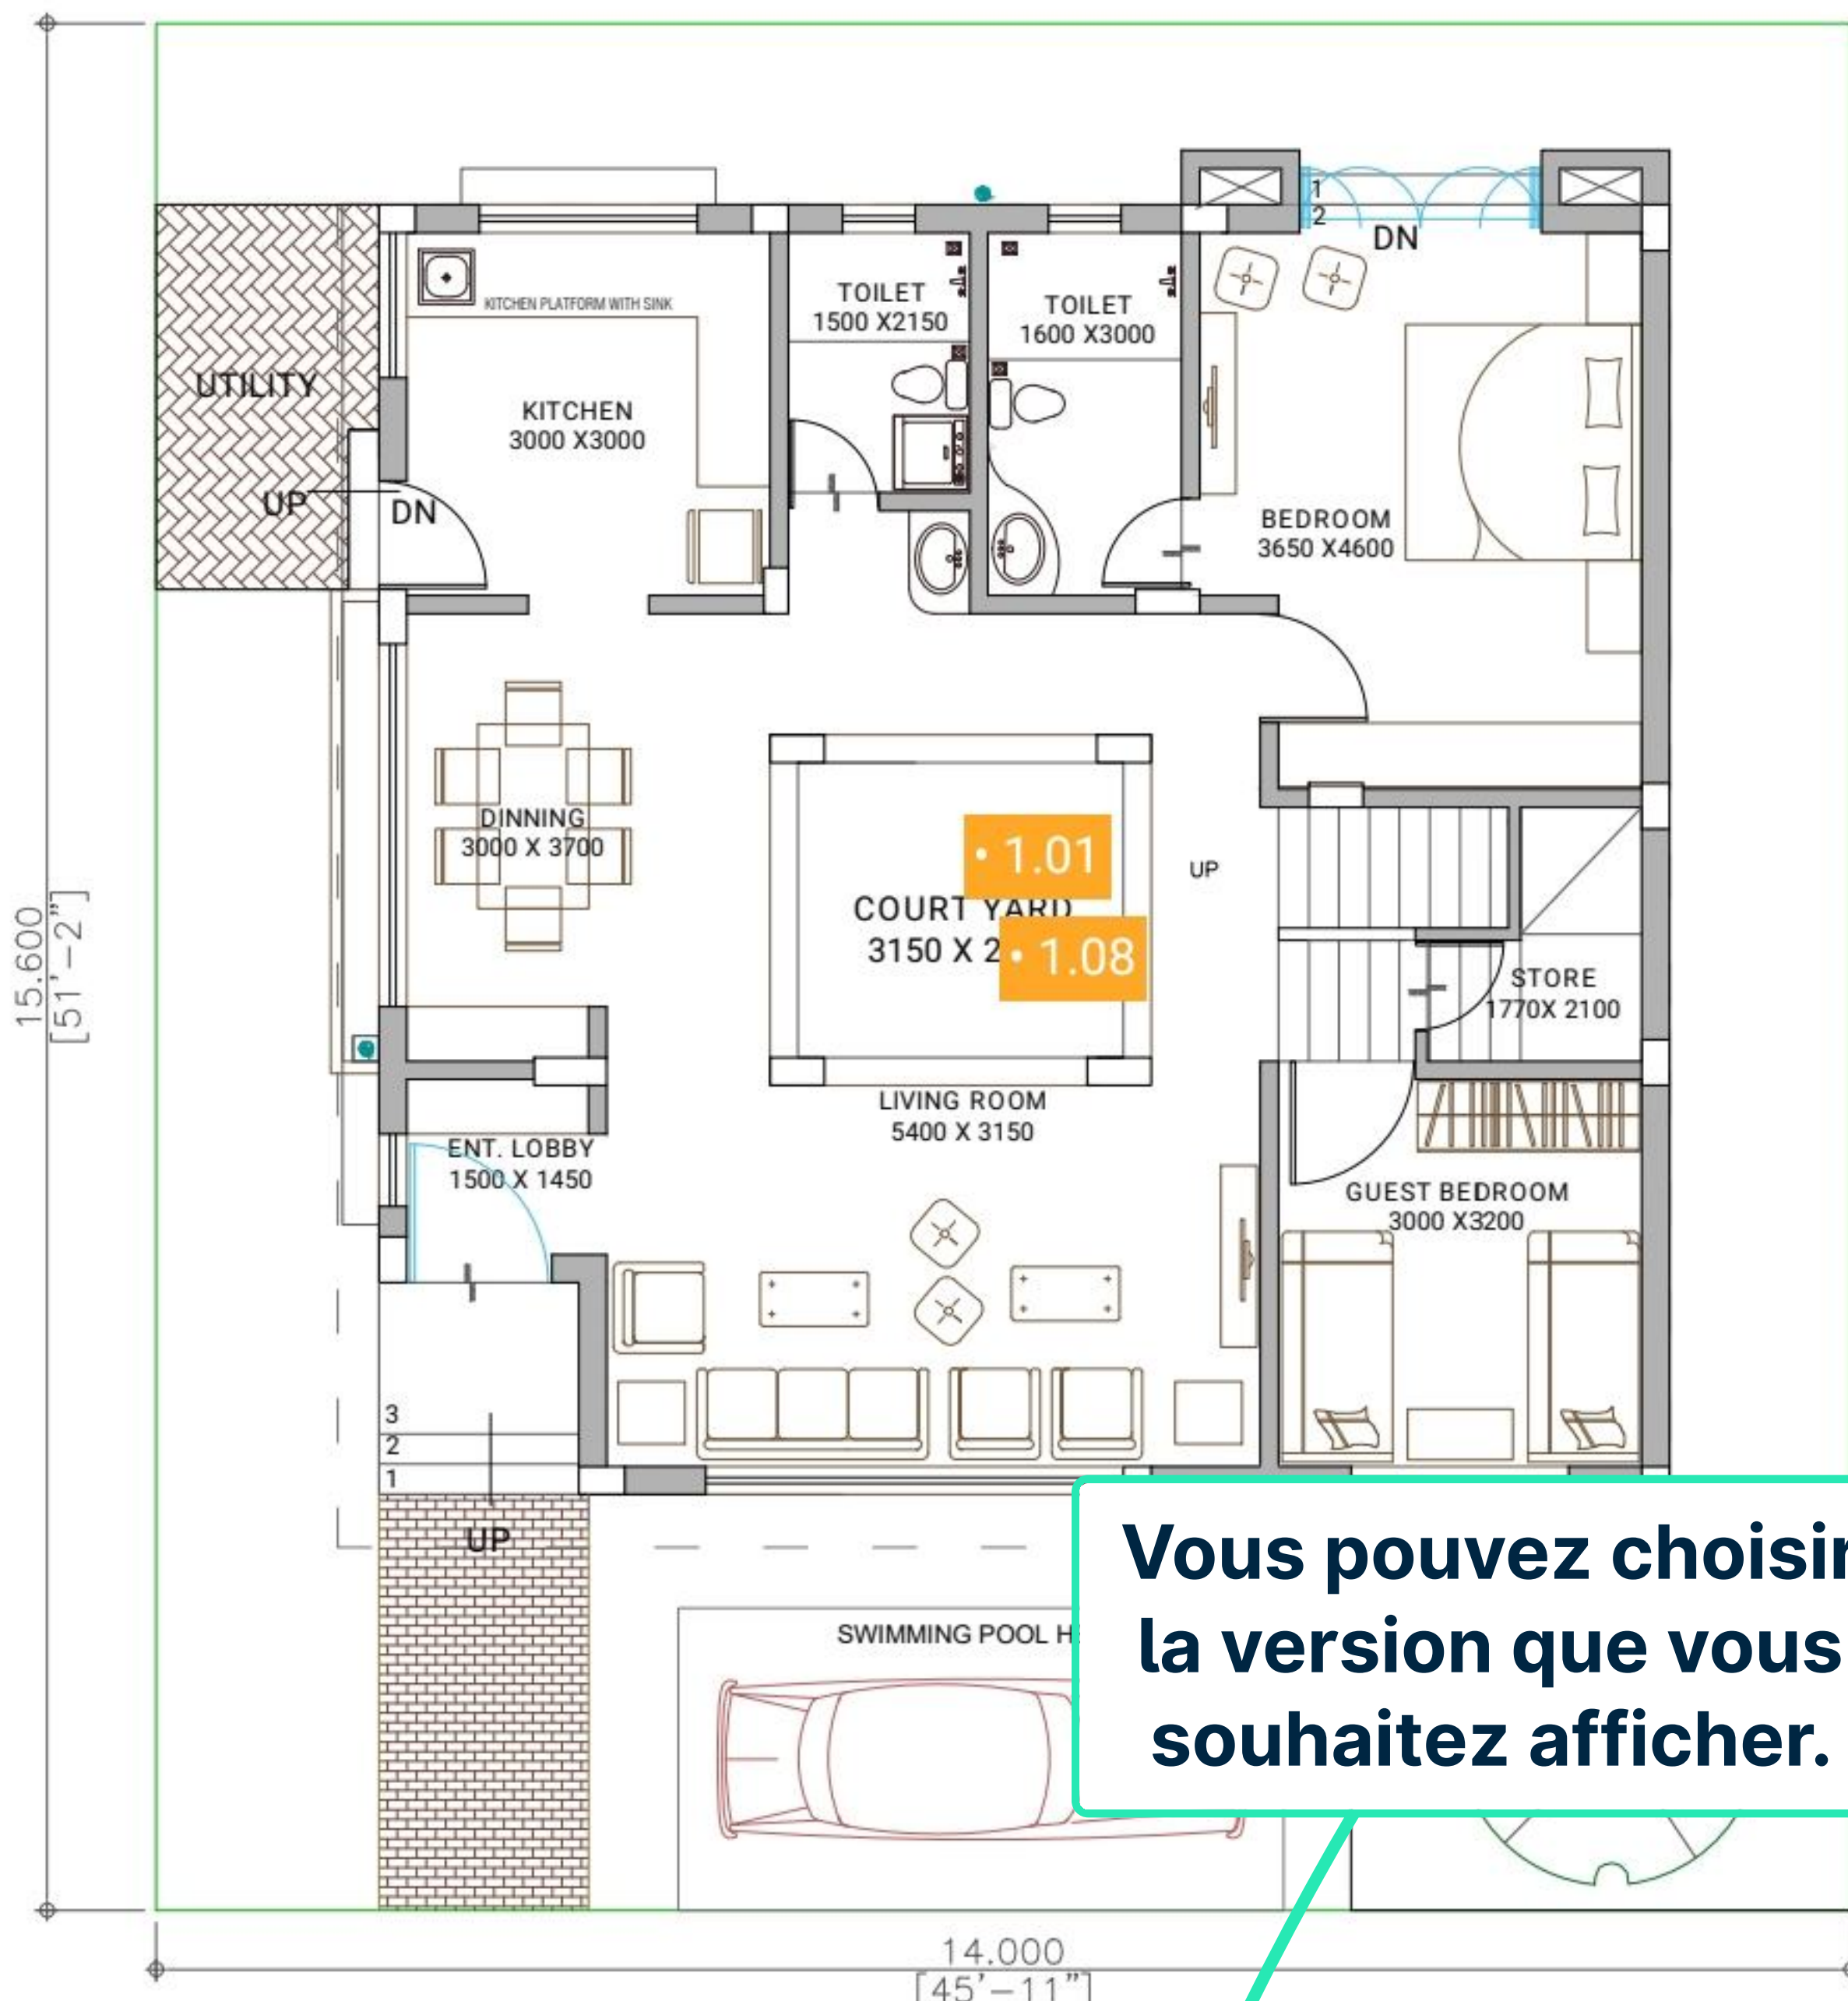 1
2
DN
TOILET
1500 X2150
TOILET
1600 X3000
KITCHEN PLATFORM WITH SINK
UTILITY
KITCHEN
3000 X3000
UP
DN
BEDROOM
3650 X4600
DINNING
3000 X 3700
• 1.01
UP
COURT YARD
3150 X 2
• 1.08
15.600
[51'-2"]
STORE
1770X 2100
LIVING ROOM
5400 X 3150
ENT. LOBBY
1500 X 1450
GUEST BEDROOM
3000 X3200
3
2
1
UP
Vous pouvez choisir
la version que vous
souhaitez afficher.
SWIMMING POOL
14.000
[45'-11"]